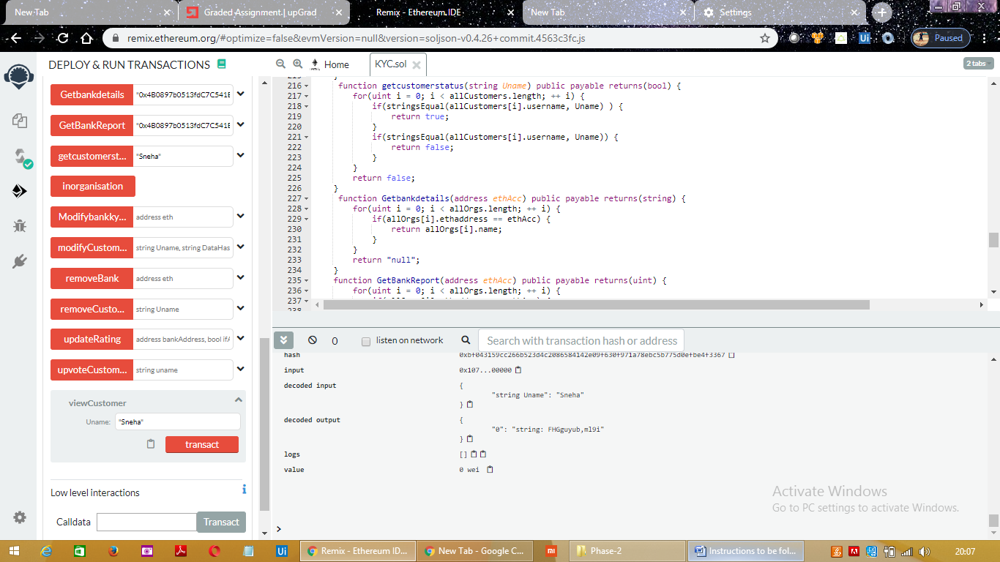 New Tab
Graded Assignment | upGrad
Remix - Ethereum IDE
New Tab
Settings
remix.ethereum.org/#optimize=false&evmVersion=null&version=soljson-v0.4.26+commit.4563c3fc.js
Paused
DEPLOY & RUN TRANSACTIONS
Home
KYC.sol
2 tabs
Getbankdetails "0x4B0897b0513fdC7C541E
GetBankReport "0x4B0897b0513fdC7C541E
getcustomerst... "Sneha"
inorganisation
Modifybankky... address eth
modifyCustom... string Uname, string DataHas
removeBank address eth
removeCusto... string Uname
updateRating address bankAddress, bool ifA
upvoteCustom... string uname
viewCustomer
Uname: "Sneha"
transact
Low level interactions
Calldata
Transact
215 }
216 function getcustomerstatus(string Uname) public payable returns(bool) {
217 for(uint i = 0; i < allCustomers.length; ++ i) {
218 if(stringsEqual(allCustomers[i].username, Uname) ) {
219 return true;
220 }
221 if(stringsEqual(allCustomers[i].username, Uname)) {
222 return false;
223 }
224 }
225 return false;
226 }
227 function Getbankdetails(address ethAcc) public payable returns(string) {
228 for(uint i = 0; i < allOrgs.length; ++ i) {
229 if(allOrgs[i].ethaddress == ethAcc) {
230 return allOrgs[i].name;
231 }
232 }
233 return "null";
234 }
235 function GetBankReport(address ethAcc) public payable returns(uint) {
236 for(uint i = 0; i < allOrgs.length; ++ i) {
237
238
0
listen on network
Search with transaction hash or address
hash 0xbf043159cc266b523d4c2086584142e09f630f971a78ebc5b775d0efbe4f3367
input 0x107...00000
decoded input {
"string Uname": "Sneha"
}
decoded output {
"0": "string: FHGguyub,ml9i"
}
logs []
value 0 wei
>
Activate Windows
Go to PC settings to activate Windows.
Ui
Remix - Ethereum ID...
New Tab - Google C...
Phase-2
Instructions to be fol...
20:07